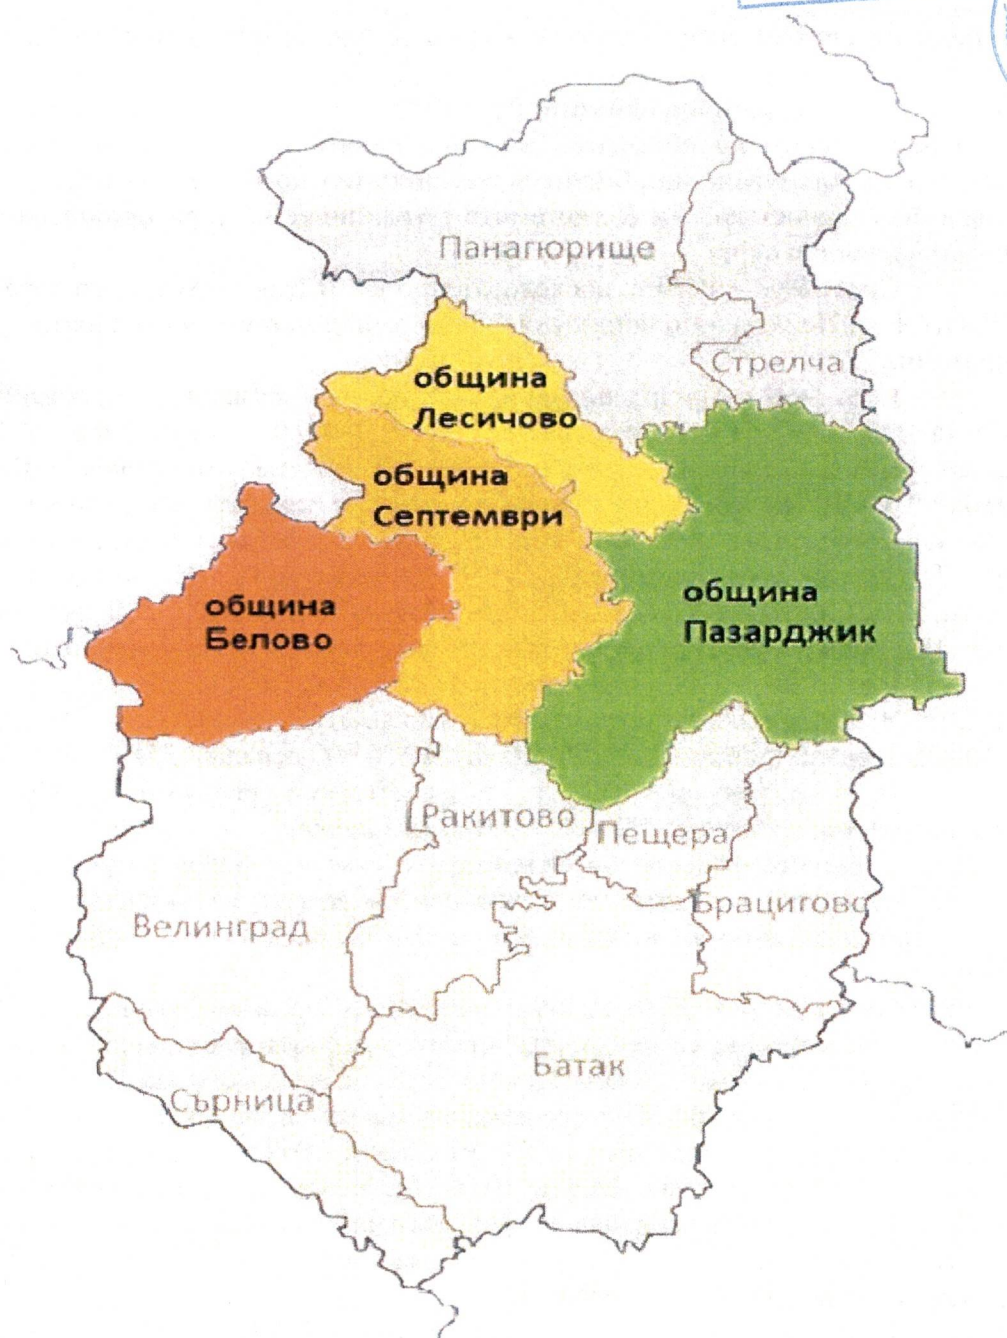 Панагюрище
Стрелча
община
Лесичово
община
Септември
община
Белово
община
Пазарджик
Ракитово
Пещера
Брацигово
Велинград
Батак
Сърница